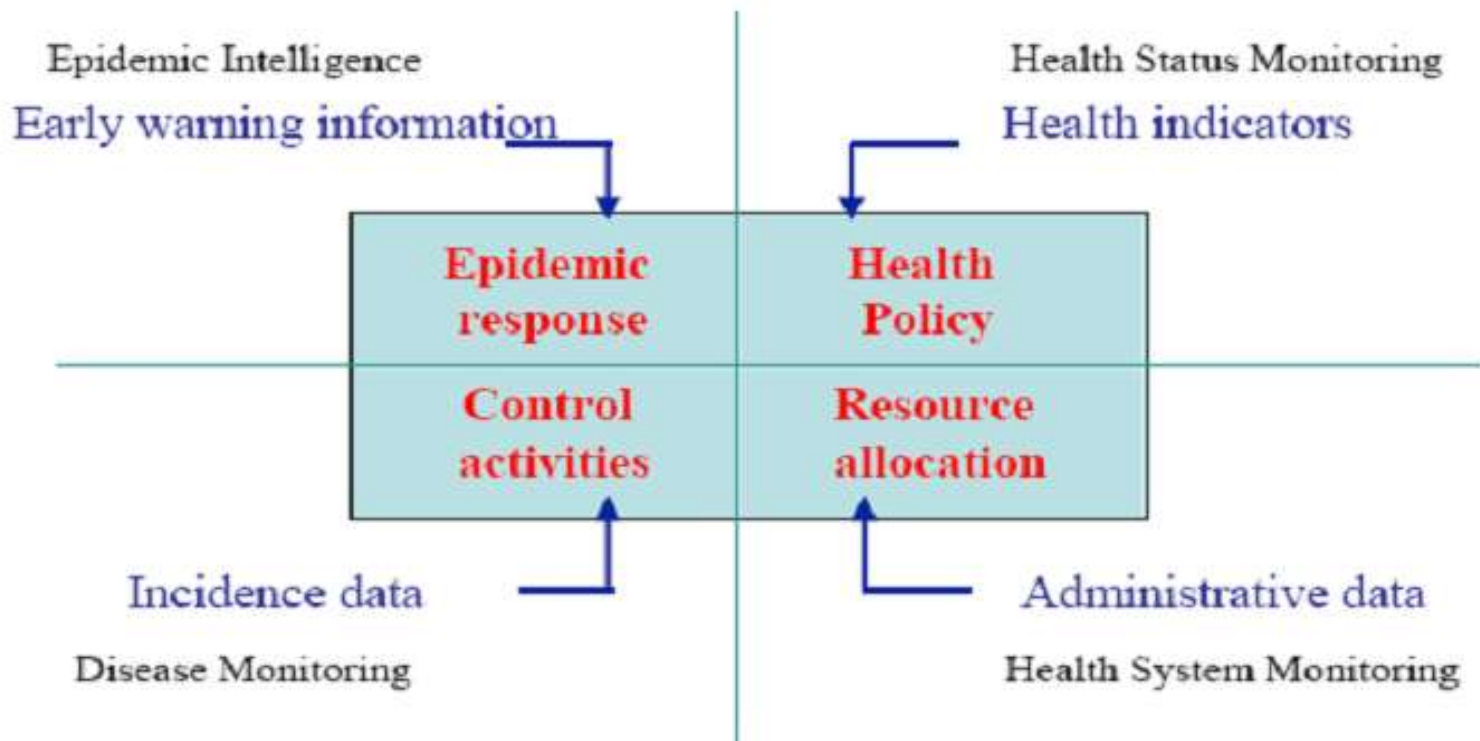 Epidemic Intelligence
Early warning information
Health Status Monitoring
Health indicators
Epidemic
response
Health
Policy
Control
activities
Resource
allocation
Incidence data
Disease Monitoring
Administrative data
Health System Monitoring